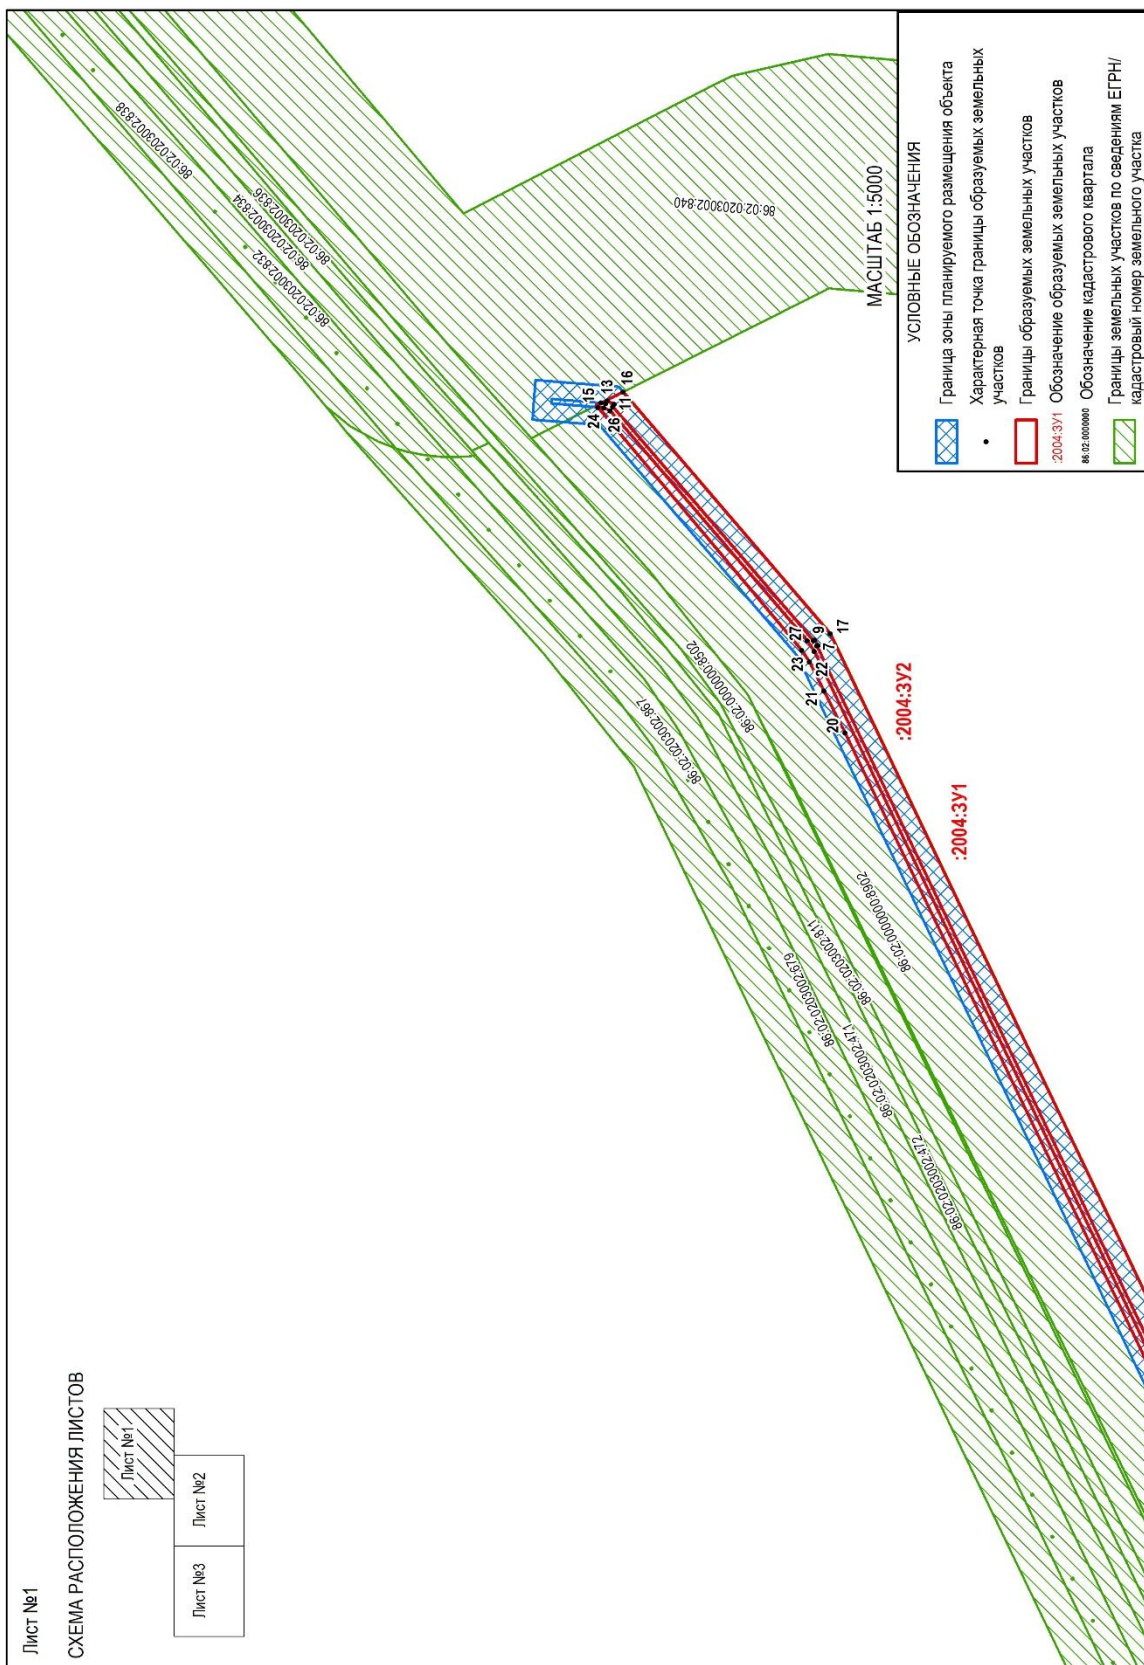 Лист №1
СХЕМА РАСПОЛОЖЕНИЯ ЛИСТОВ
Лист №1
Лист №3
Лист №2
86:02:0203002:838
86:02:0203002:836
86:02:0203002:834
86:02:0203002:832
86:02:0203002:840
86:02:0000000:8502
86:02:0203002:867
86:02:0000000:8902
86:02:0203002:811
86:02:0203002:679
86:02:0203002:471
86:02:0203002:472
24
15
13
26
11
16
23
27
9
7
17
22
21
20
:2004:ЗУ2
:2004:ЗУ1
МАСШТАБ 1:5000
УСЛОВНЫЕ ОБОЗНАЧЕНИЯ
Граница зоны планируемого размещения объекта
Характерная точка границы образуемых земельных
участков
Границы образуемых земельных участков
:2004:ЗУ1 Обозначение образуемых земельных участков
86:02:0000000 Обозначение кадастрового квартала
Границы земельных участков по сведениям ЕГРН/
кадастровый номер земельного участка